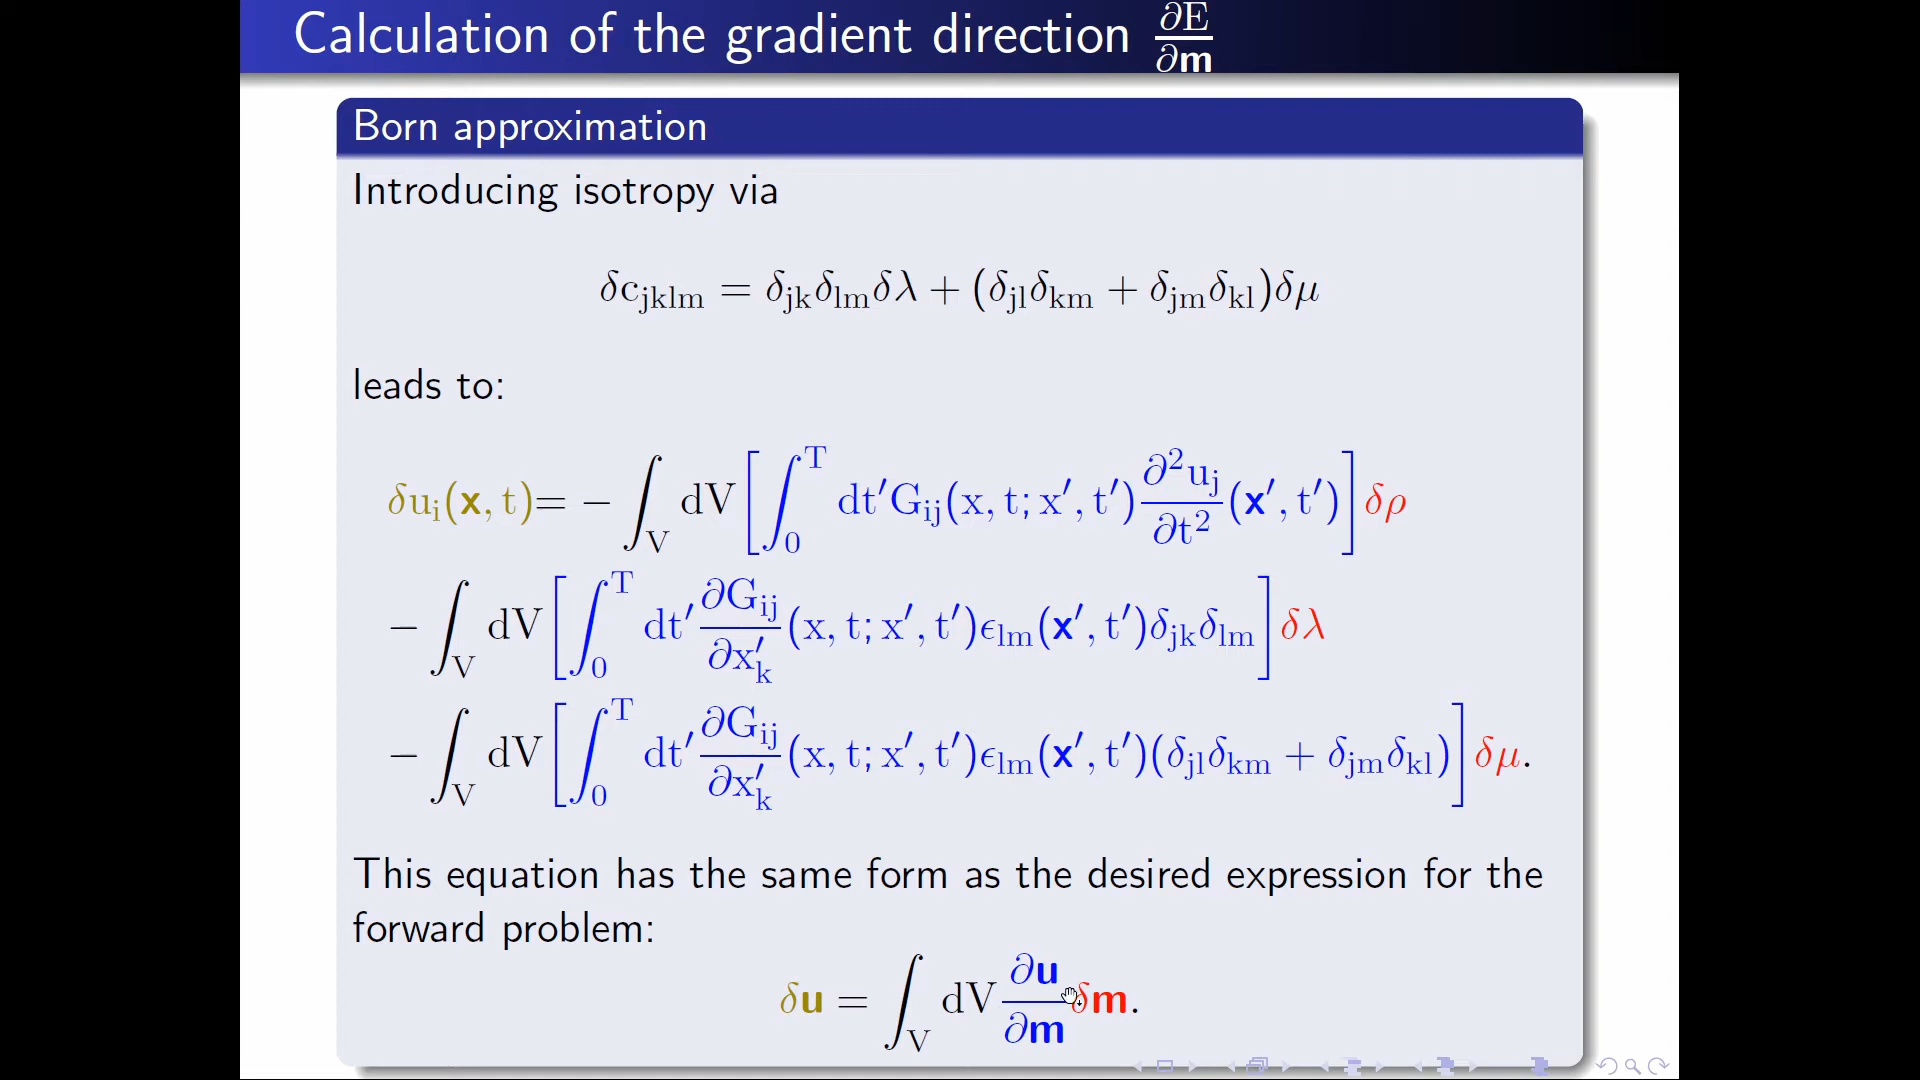 Calculation of the gradient direction ∂E/∂m
Born approximation
Introducing isotropy via
δc_jklm = δ_jk δ_lm δλ + (δ_jl δ_km + δ_jm δ_kl)δμ
leads to:
δu_i(x, t) = − ∫_V dV [∫_0^T dt′G_ij(x, t; x′, t′) ∂²u_j/∂t² (x′, t′)] δρ
− ∫_V dV [∫_0^T dt′ ∂G_ij/∂x′_k (x, t; x′, t′)ϵ_lm(x′, t′)δ_jk δ_lm] δλ
− ∫_V dV [∫_0^T dt′ ∂G_ij/∂x′_k (x, t; x′, t′)ϵ_lm(x′, t′)(δ_jl δ_km + δ_jm δ_kl)] δμ.
This equation has the same form as the desired expression for the
forward problem:
δu = ∫_V dV ∂u/∂m δm.